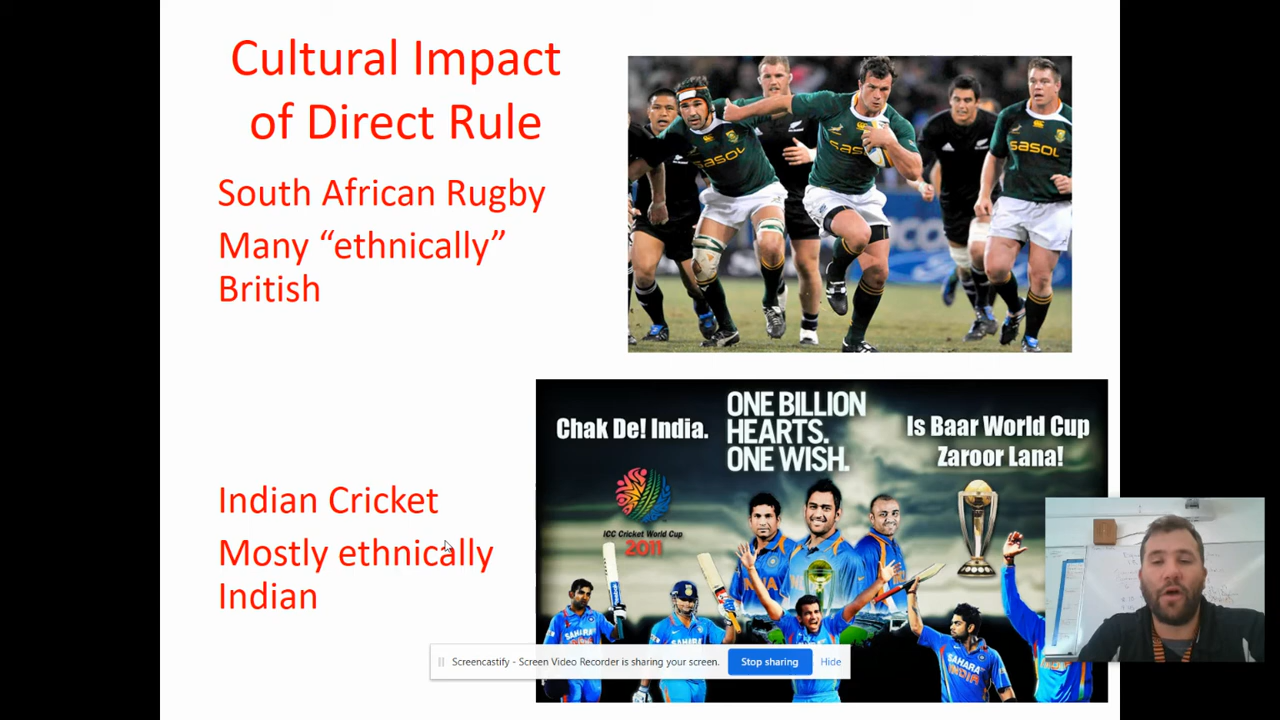 Cultural Impact
of Direct Rule
South African Rugby
Many “ethnically”
British
SASOL
SASOL
SASOL
Chak De! India.
ONE BILLION
HEARTS.
ONE WISH.
Is Baar World Cup
Zaroor Lana!
ICC Cricket World Cup
2011
Indian Cricket
Mostly ethnically
Indian
SAHARA
SAHARA
INDIA
Screencastify - Screen Video Recorder is sharing your screen.
Stop sharing
Hide